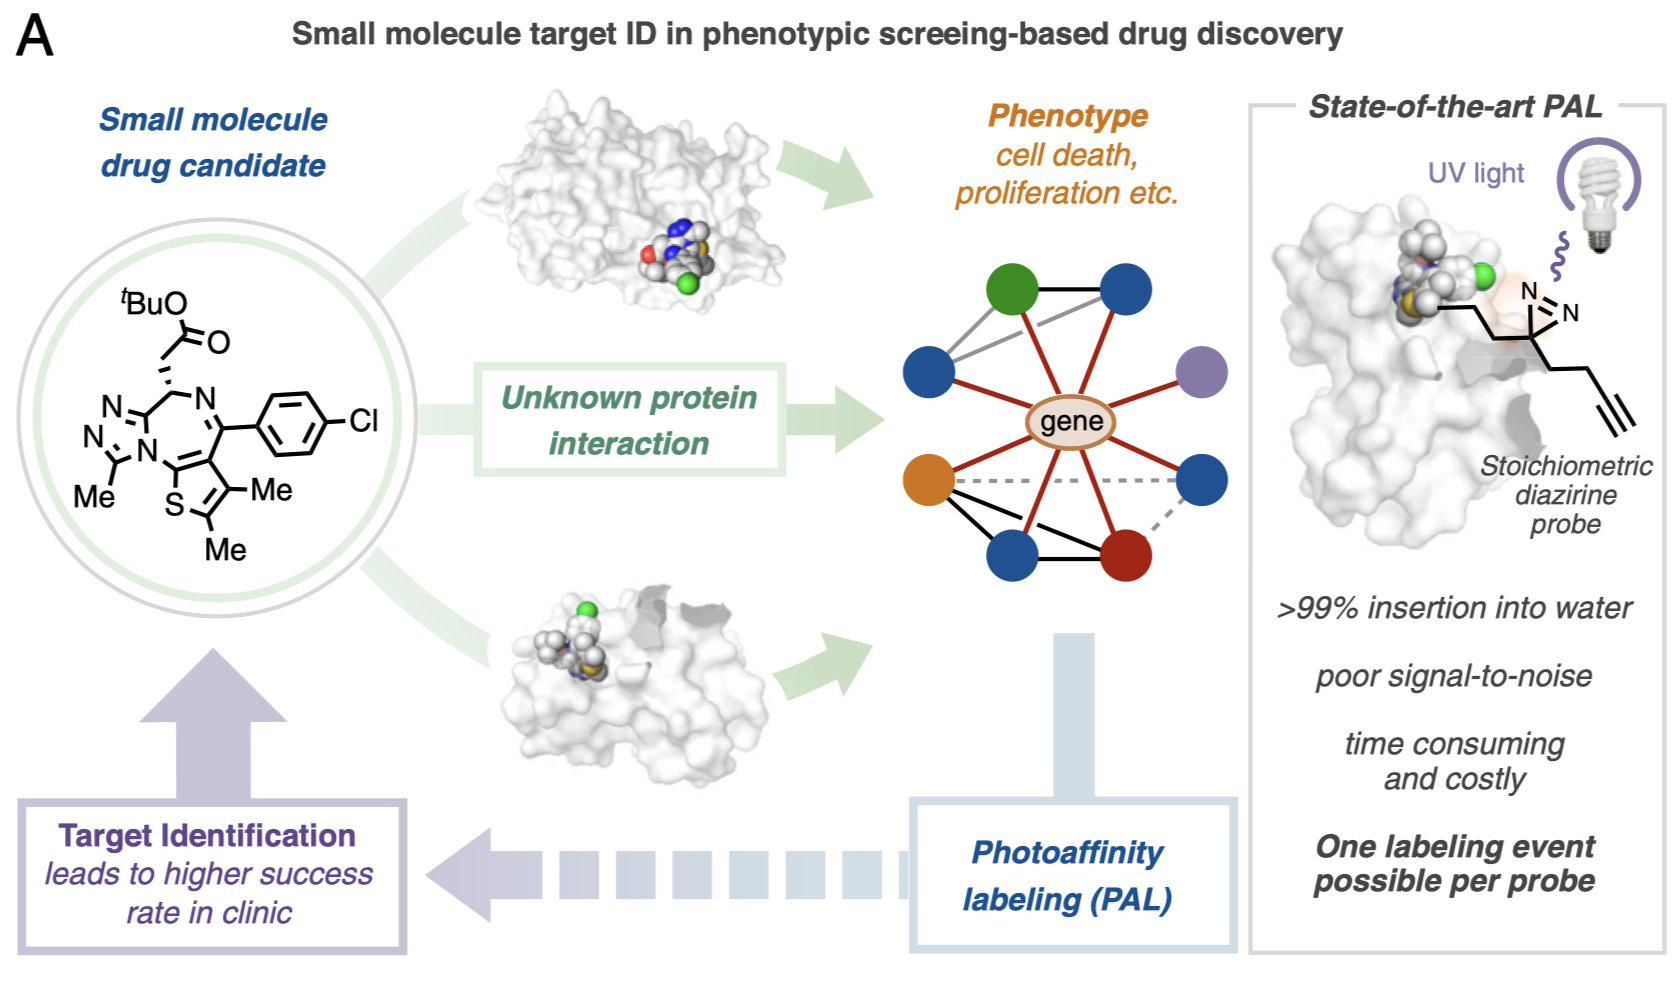 A
Small molecule target ID in phenotypic screeing-based drug discovery
Small molecule
drug candidate
ᵗBuO
O
N
N
N
N
Cl
Me
S
Me
Me
Unknown protein
interaction
Phenotype
cell death,
proliferation etc.
gene
Target Identification
leads to higher success
rate in clinic
Photoaffinity
labeling (PAL)
State-of-the-art PAL
UV light
N
N
Stoichiometric
diazirine
probe
>99% insertion into water
poor signal-to-noise
time consuming
and costly
One labeling event
possible per probe